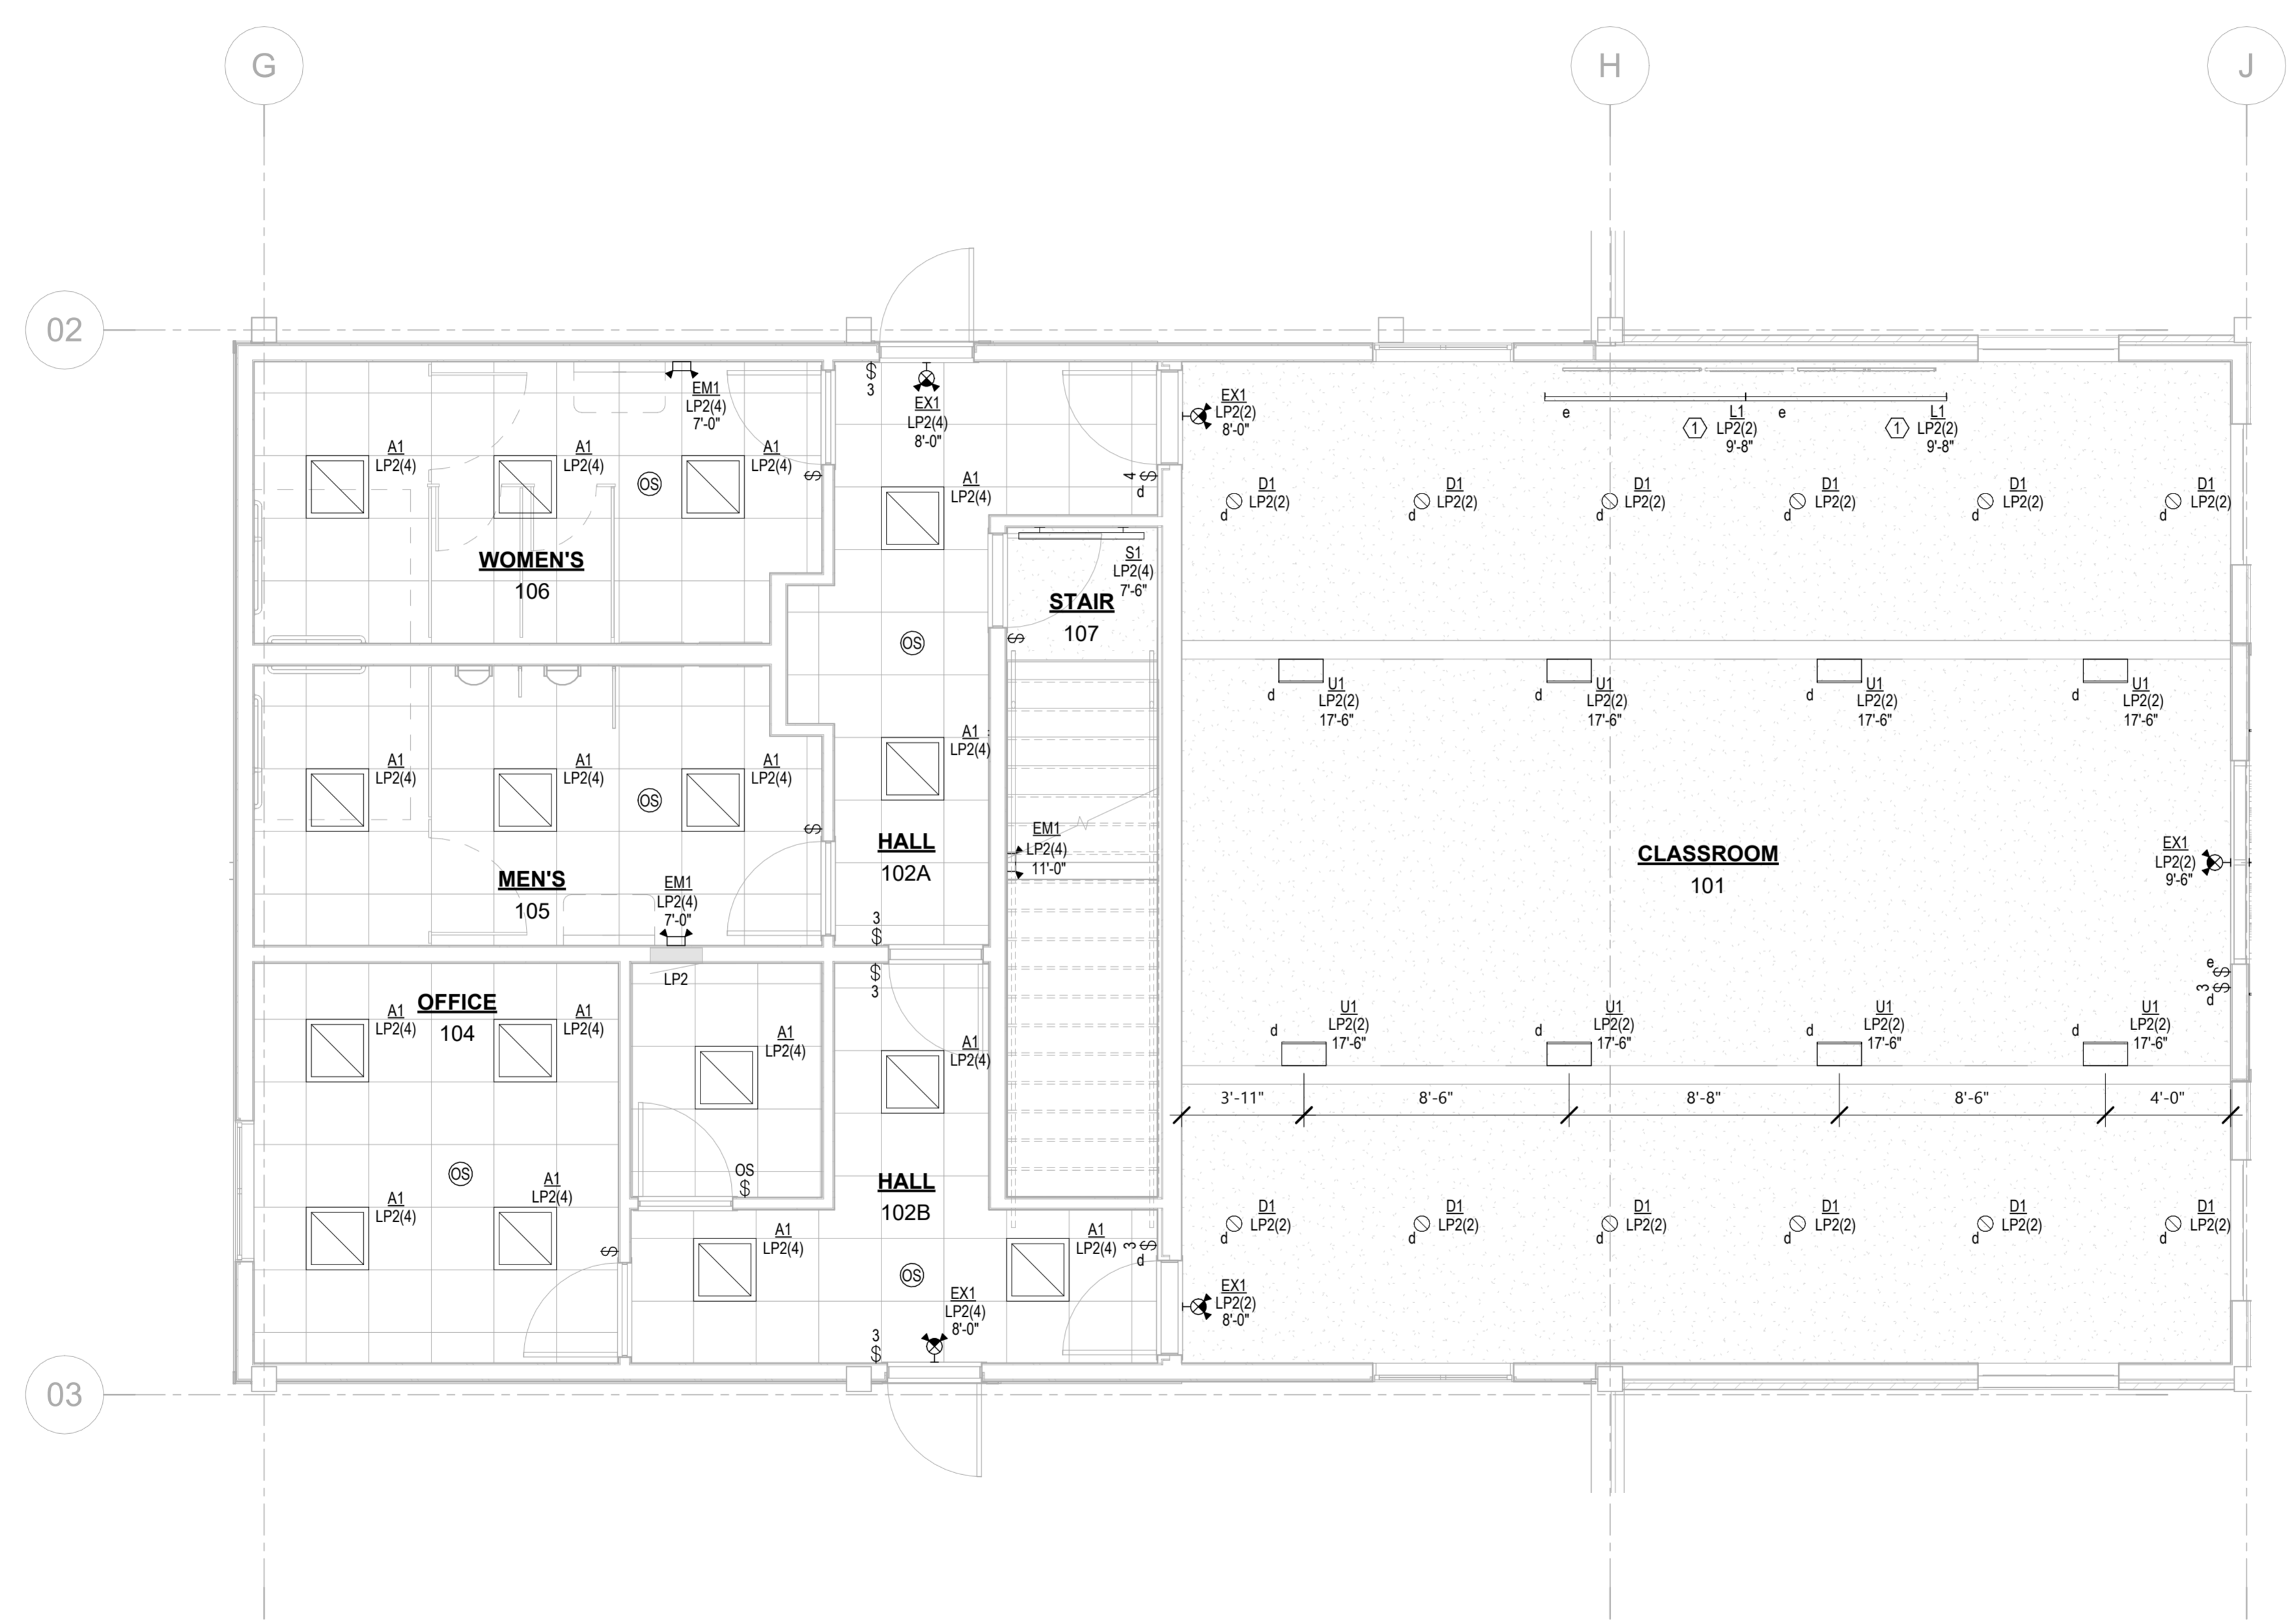 G
H
J
02
EM1
LP2(4)
7'-0"
$
3
EX1
LP2(4)
8'-0"
EX1
LP2(2)
8'-0"
e
1
L1
LP2(2)
9'-8"
e
1
L1
LP2(2)
9'-8"
A1
LP2(4)
A1
LP2(4)
OS
A1
LP2(4)
$
A1
LP2(4)
4
$
d
D1
LP2(2)
d
D1
LP2(2)
d
D1
LP2(2)
d
D1
LP2(2)
d
D1
LP2(2)
d
D1
LP2(2)
d
WOMEN'S
106
S1
LP2(4)
7'-6"
STAIR
107
$
OS
d
U1
LP2(2)
17'-6"
d
U1
LP2(2)
17'-6"
d
U1
LP2(2)
17'-6"
d
U1
LP2(2)
17'-6"
A1
LP2(4)
A1
LP2(4)
OS
A1
LP2(4)
$
A1
LP2(4)
HALL
102A
EM1
LP2(4)
11'-0"
CLASSROOM
101
EX1
LP2(2)
9'-6"
MEN'S
105
EM1
LP2(4)
7'-0"
3
$
LP2
$
3
e
$
3
$
d
OFFICE
104
A1
LP2(4)
A1
LP2(4)
A1
LP2(4)
A1
LP2(4)
d
U1
LP2(2)
17'-6"
d
U1
LP2(2)
17'-6"
d
U1
LP2(2)
17'-6"
d
U1
LP2(2)
17'-6"
3'-11"
8'-6"
8'-8"
8'-6"
4'-0"
OS
A1
LP2(4)
A1
LP2(4)
$
OS
$
HALL
102B
A1
LP2(4)
OS
A1
LP2(4)
3
$
d
D1
LP2(2)
d
D1
LP2(2)
d
D1
LP2(2)
d
D1
LP2(2)
d
D1
LP2(2)
d
D1
LP2(2)
d
EX1
LP2(4)
8'-0"
3
$
EX1
LP2(2)
8'-0"
03